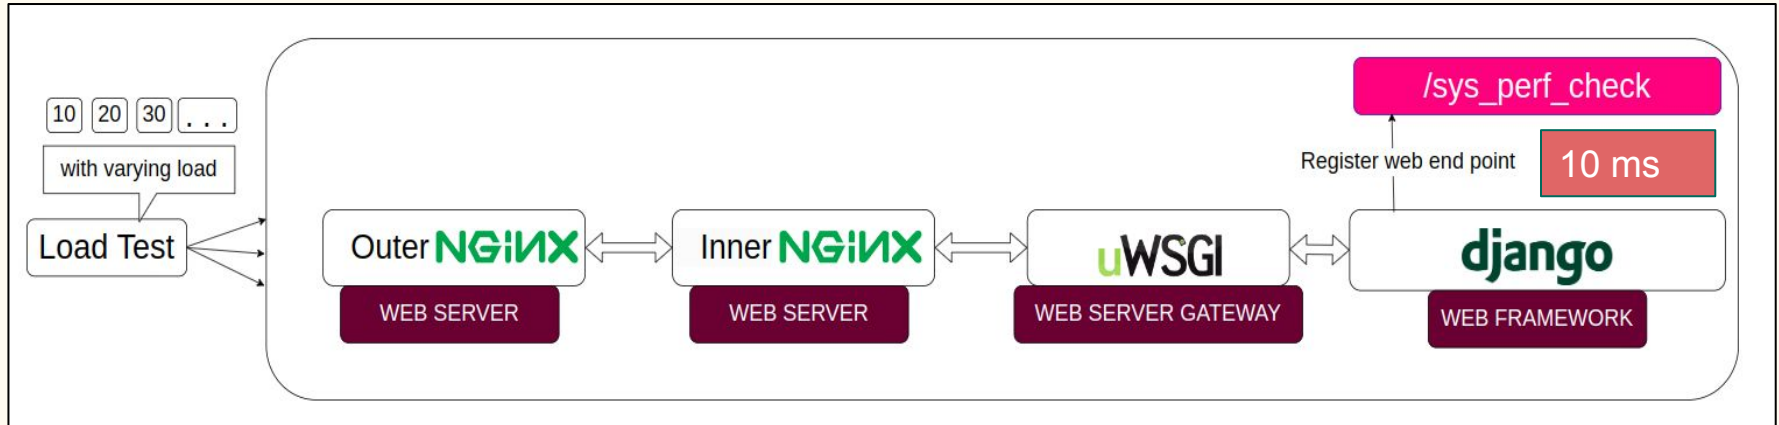 10 20 30 ...
with varying load
Load Test
/sys_perf_check
Register web end point
10 ms
Outer NGiNX
WEB SERVER
Inner NGiNX
WEB SERVER
uWSGI
WEB SERVER GATEWAY
django
WEB FRAMEWORK